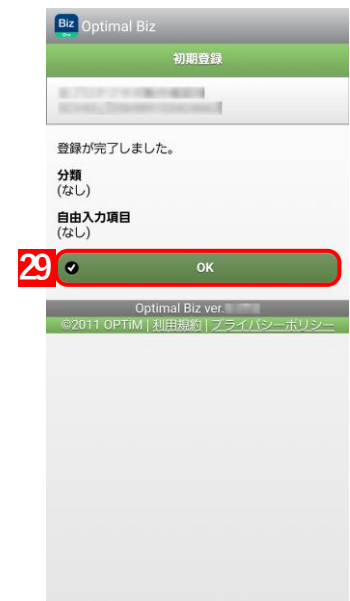 Biz Optimal Biz
初期登録
登録が完了しました。
分類
(なし)
自由入力項目
(なし)
29 OK
Optimal Biz ver.
©2011 OPTiM | 利用規約 | プライバシーポリシー